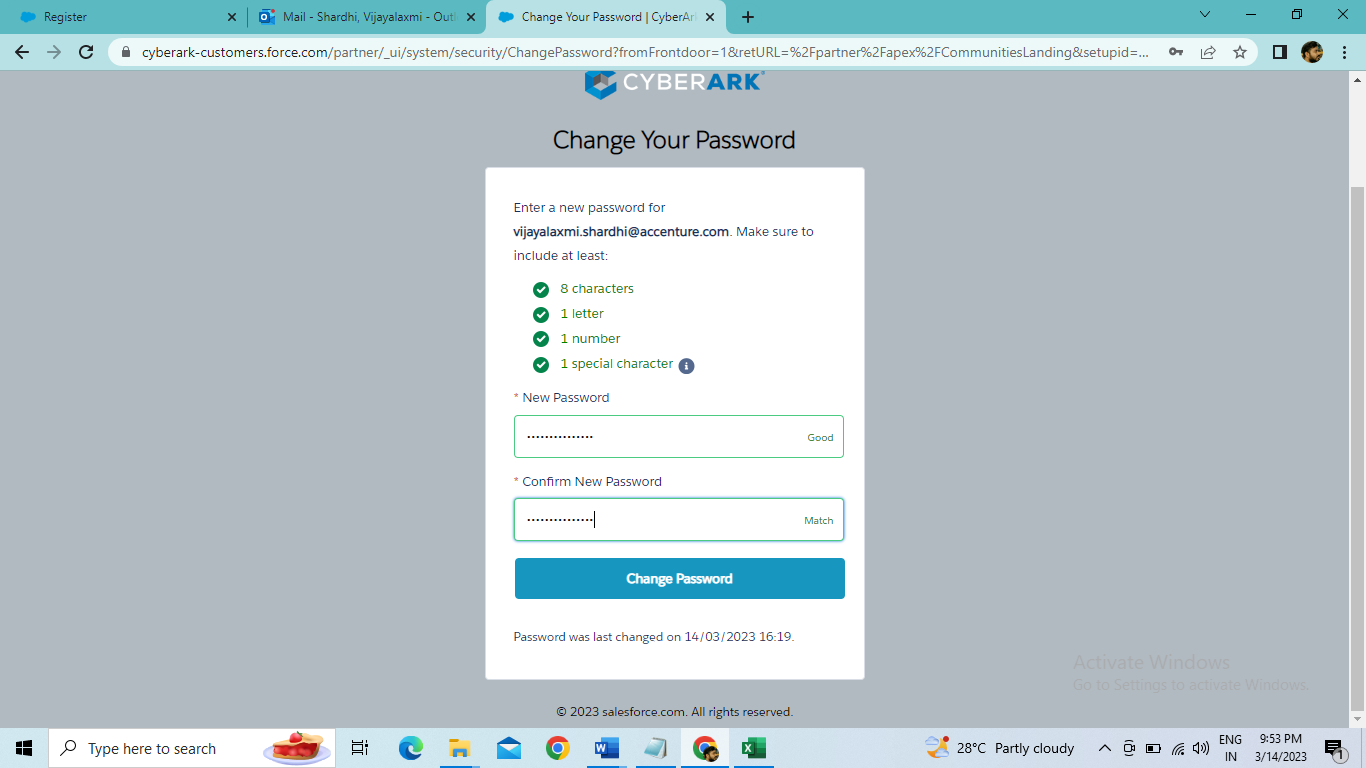 Register
Mail - Shardhi, Vijayalaxmi - Outl
Change Your Password | CyberAr
cyberark-customers.force.com/partner/_ui/system/security/ChangePassword?fromFrontdoor=1&retURL=%2Fpartner%2Fapex%2FCommunitiesLanding&setupid=...
CYBERARK
Change Your Password
Enter a new password for
vijayalaxmi.shardhi@accenture.com. Make sure to
include at least:
8 characters
1 letter
1 number
1 special character
* New Password
•••••••••••••••
Good
* Confirm New Password
•••••••••••••••
Match
Change Password
Password was last changed on 14/03/2023 16:19.
Activate Windows
Go to Settings to activate Windows.
© 2023 salesforce.com. All rights reserved.
Type here to search
28°C Partly cloudy
ENG
IN
9:53 PM
3/14/2023
1